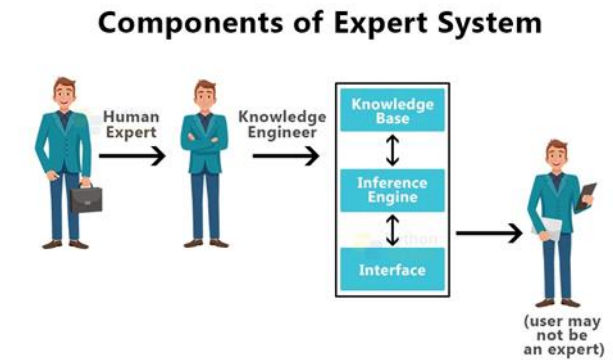 Components of Expert System
Human
Expert
Knowledge
Engineer
Knowledge
Base
Inference
Engine
Interface
(user may
not be
an expert)